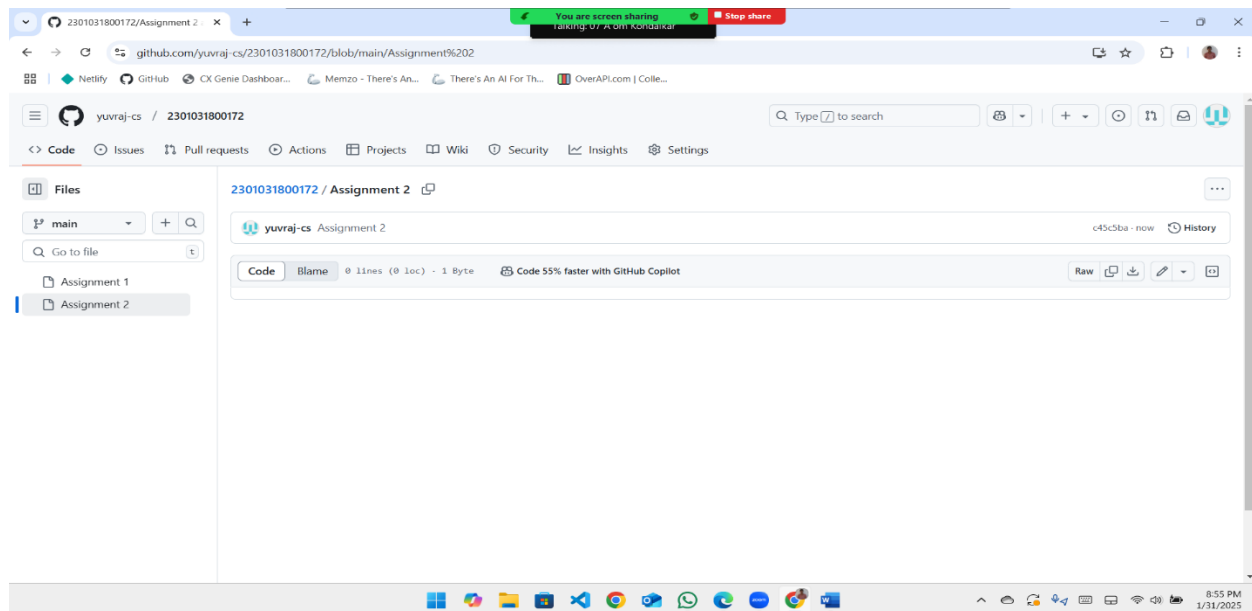 2301031800172/Assignment 2
You are screen sharing
Stop share
Talking: 07 A om Kondalkar
github.com/yuvraj-cs/2301031800172/blob/main/Assignment%202
Netlify GitHub CX Genie Dashboar... Memzo - There's An... There's An AI For Th... OverAPI.com | Colle...
yuvraj-cs / 2301031800172
Type / to search
Code Issues Pull requests Actions Projects Wiki Security Insights Settings
Files
2301031800172 / Assignment 2
main
yuvraj-cs Assignment 2
c45c5ba · now History
Go to file t
Code Blame 0 lines (0 loc) · 1 Byte Code 55% faster with GitHub Copilot
Raw
Assignment 1
Assignment 2
8:55 PM
1/31/2025